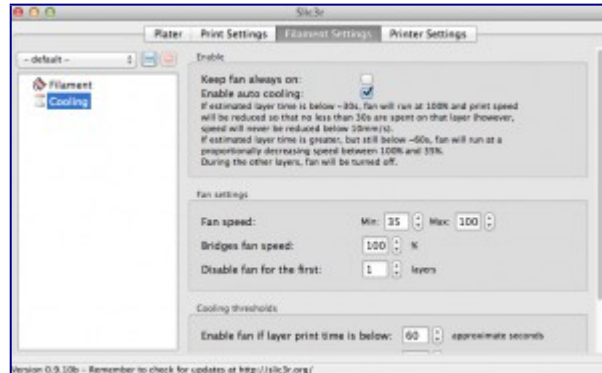 Slic3r
Plater Print Settings Filament Settings Printer Settings
- default -
Filament
Cooling
Enable
Keep fan always on:
Enable auto cooling:
If estimated layer time is below ~30s, fan will run at 100% and print speed
will be reduced so that no less than 30s are spent on that layer (however,
speed will never be reduced below 10mm/s).
If estimated layer time is greater, but still below ~60s, fan will run at a
proportionally decreasing speed between 100% and 35%.
During the other layers, fan will be turned off.
Fan settings
Fan speed: Min: 35 Max: 100
Bridges fan speed: 100 %
Disable fan for the first: 1 layers
Cooling thresholds
Enable fan if layer print time is below: 60 approximate seconds
Version 0.9.10b - Remember to check for updates at http://slic3r.org/